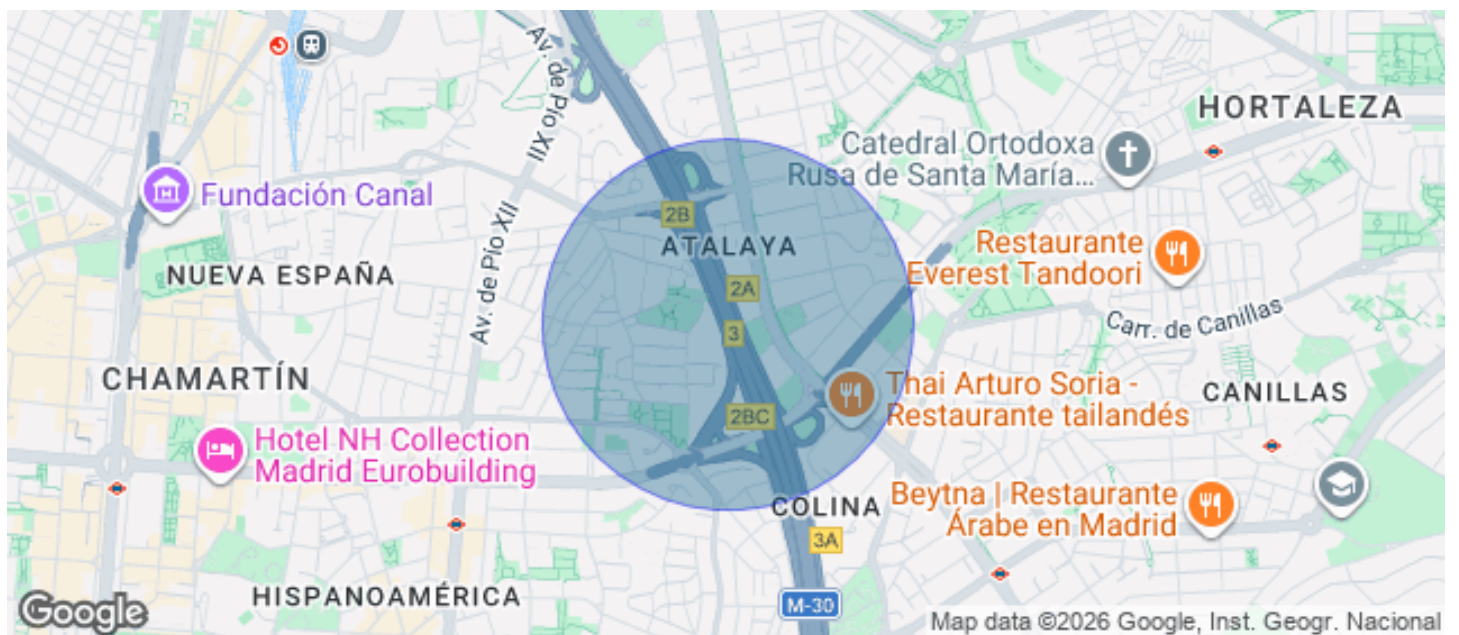 Av. de Pío XII
HORTALEZA
Catedral Ortodoxa
Rusa de Santa María...
Fundación Canal
2B
ATALAYA
Av. de Pío XII
Restaurante
Everest Tandoori
NUEVA ESPAÑA
2A
Carr. de Canillas
3
CHAMARTÍN
Thai Arturo Soria -
Restaurante tailandés
CANILLAS
2BC
Hotel NH Collection
Madrid Eurobuilding
COLINA
Beytna | Restaurante
Árabe en Madrid
3A
HISPANOAMÉRICA
M-30
Google
Map data ©2026 Google, Inst. Geogr. Nacional